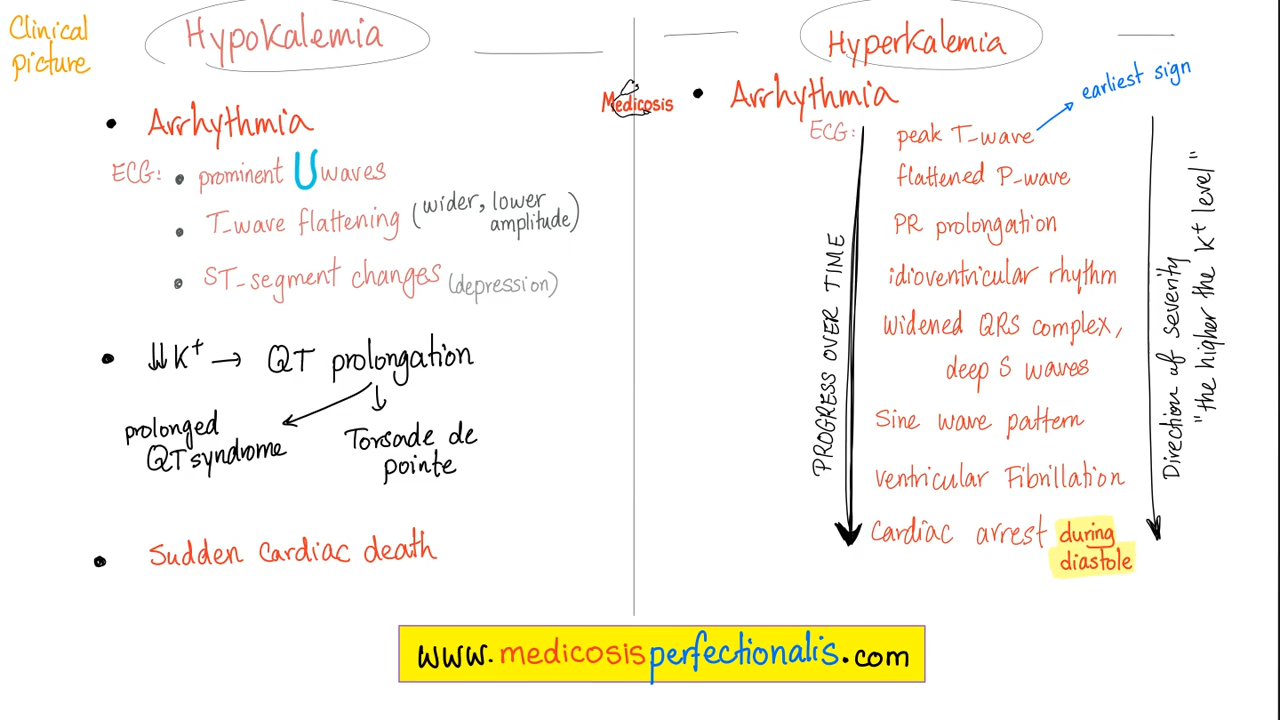 Clinical
picture
Hypokalemia
• Arrhythmia
ECG: • prominent U waves
• T-wave flattening (wider, lower
amplitude)
• ST-segment changes (depression)
• ↓↓K⁺ → QT prolongation
prolonged
QT syndrome
Torsade de
pointe
• Sudden cardiac death
Medicosis
Hyperkalemia
• Arrhythmia
earliest sign
ECG: peak T-wave
flattened P-wave
PR prolongation
idioventricular rhythm
Widened QRS complex,
deep S waves
Sine wave pattern
ventricular Fibrillation
Cardiac arrest during
diastole
PROGRESS OVER TIME
Direction of severity
"the higher the K⁺ level"
www.medicosisperfectionalis.com